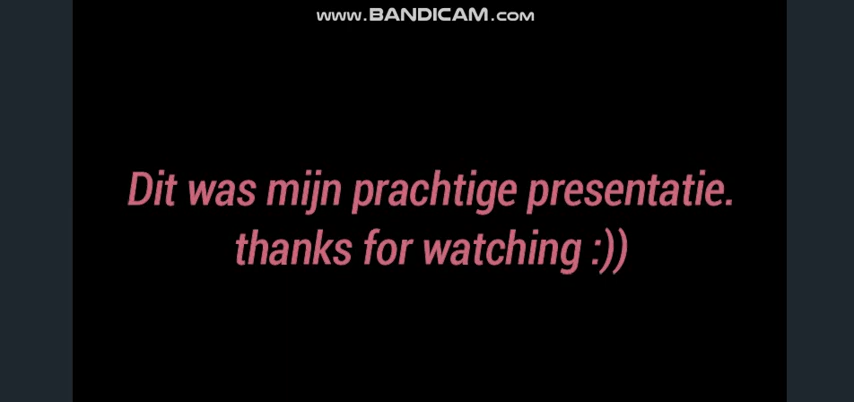 www.BANDICAM.com
Dit was mijn prachtige presentatie.
thanks for watching :))